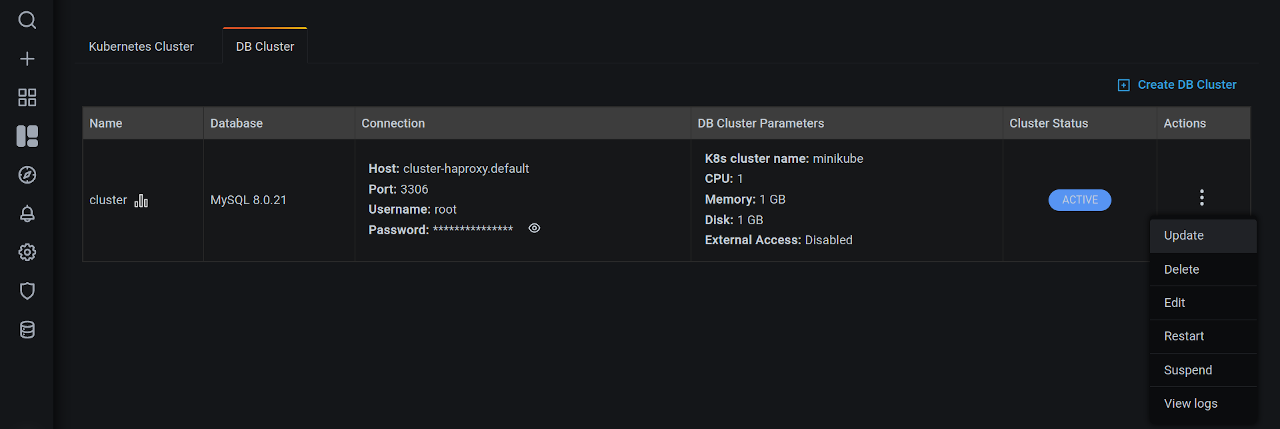 Kubernetes Cluster
DB Cluster
Create DB Cluster
Name Database Connection DB Cluster Parameters Cluster Status Actions
cluster
MySQL 8.0.21
Host: cluster-haproxy.default
Port: 3306
Username: root
Password: ***************
K8s cluster name: minikube
CPU: 1
Memory: 1 GB
Disk: 1 GB
External Access: Disabled
ACTIVE
Update
Delete
Edit
Restart
Suspend
View logs